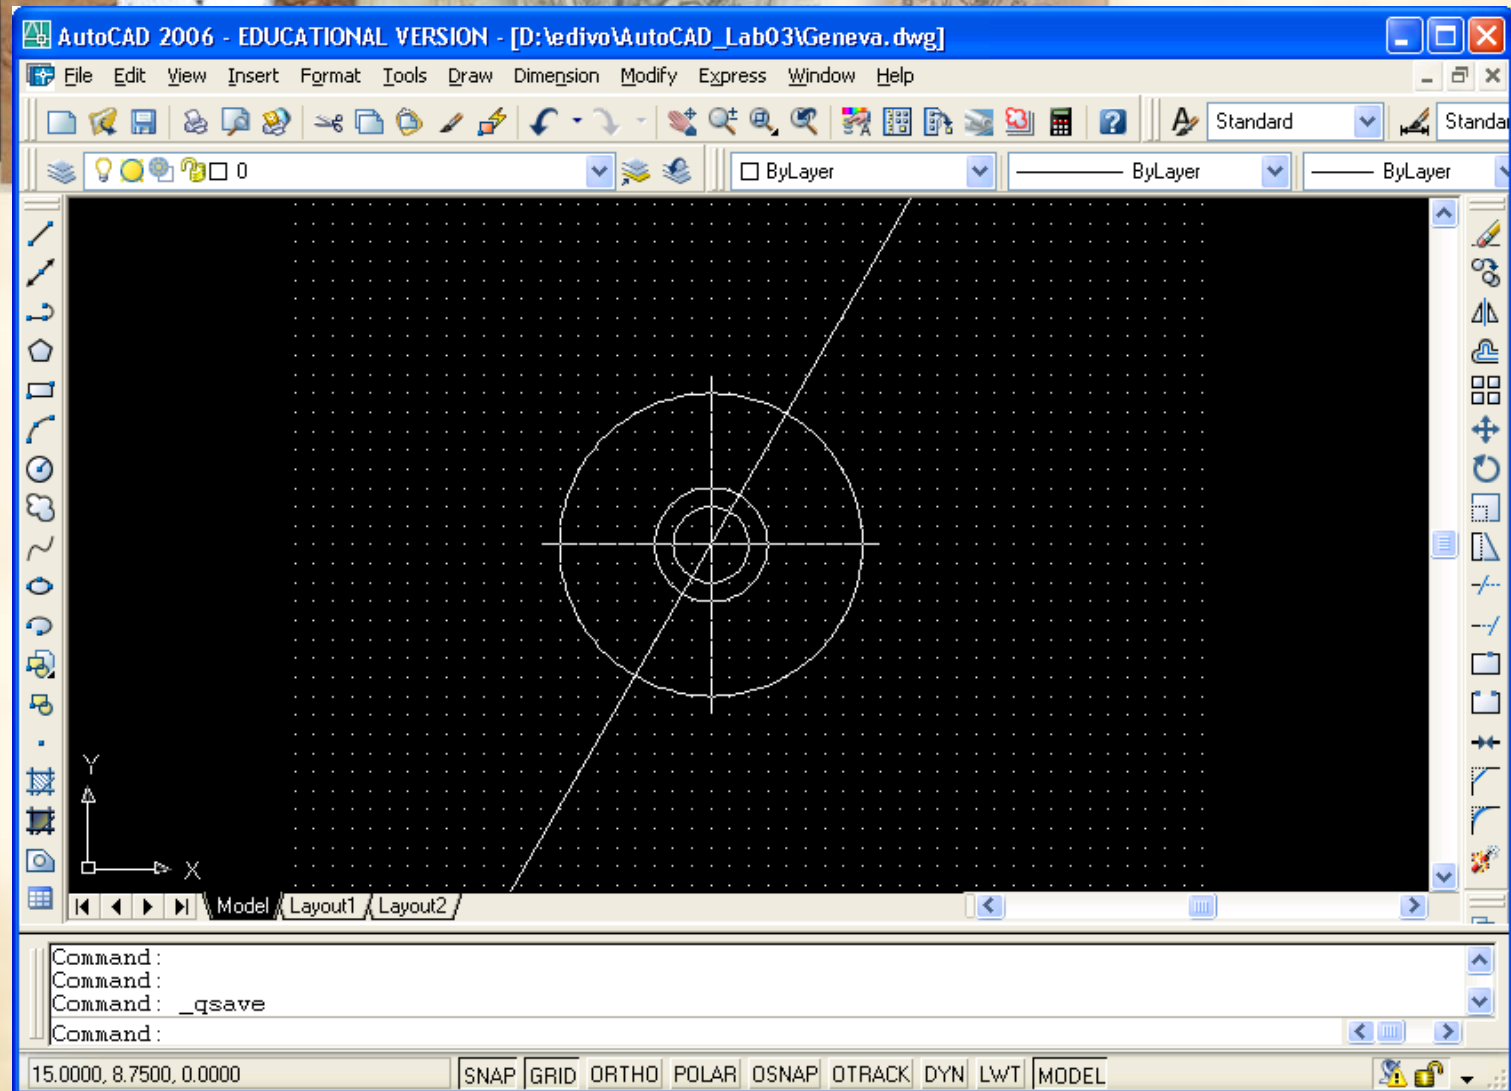 AutoCAD 2006 - EDUCATIONAL VERSION - [D:\edivo\AutoCAD_Lab03\Geneva.dwg]
File Edit View Insert Format Tools Draw Dimension Modify Express Window Help
Standard Standa
0 ByLayer ByLayer ByLayer
Y
X
Model Layout1 Layout2
Command:
Command:
Command: _qsave
Command:
15.0000, 8.7500, 0.0000 SNAP GRID ORTHO POLAR OSNAP OTRACK DYN LWT MODEL